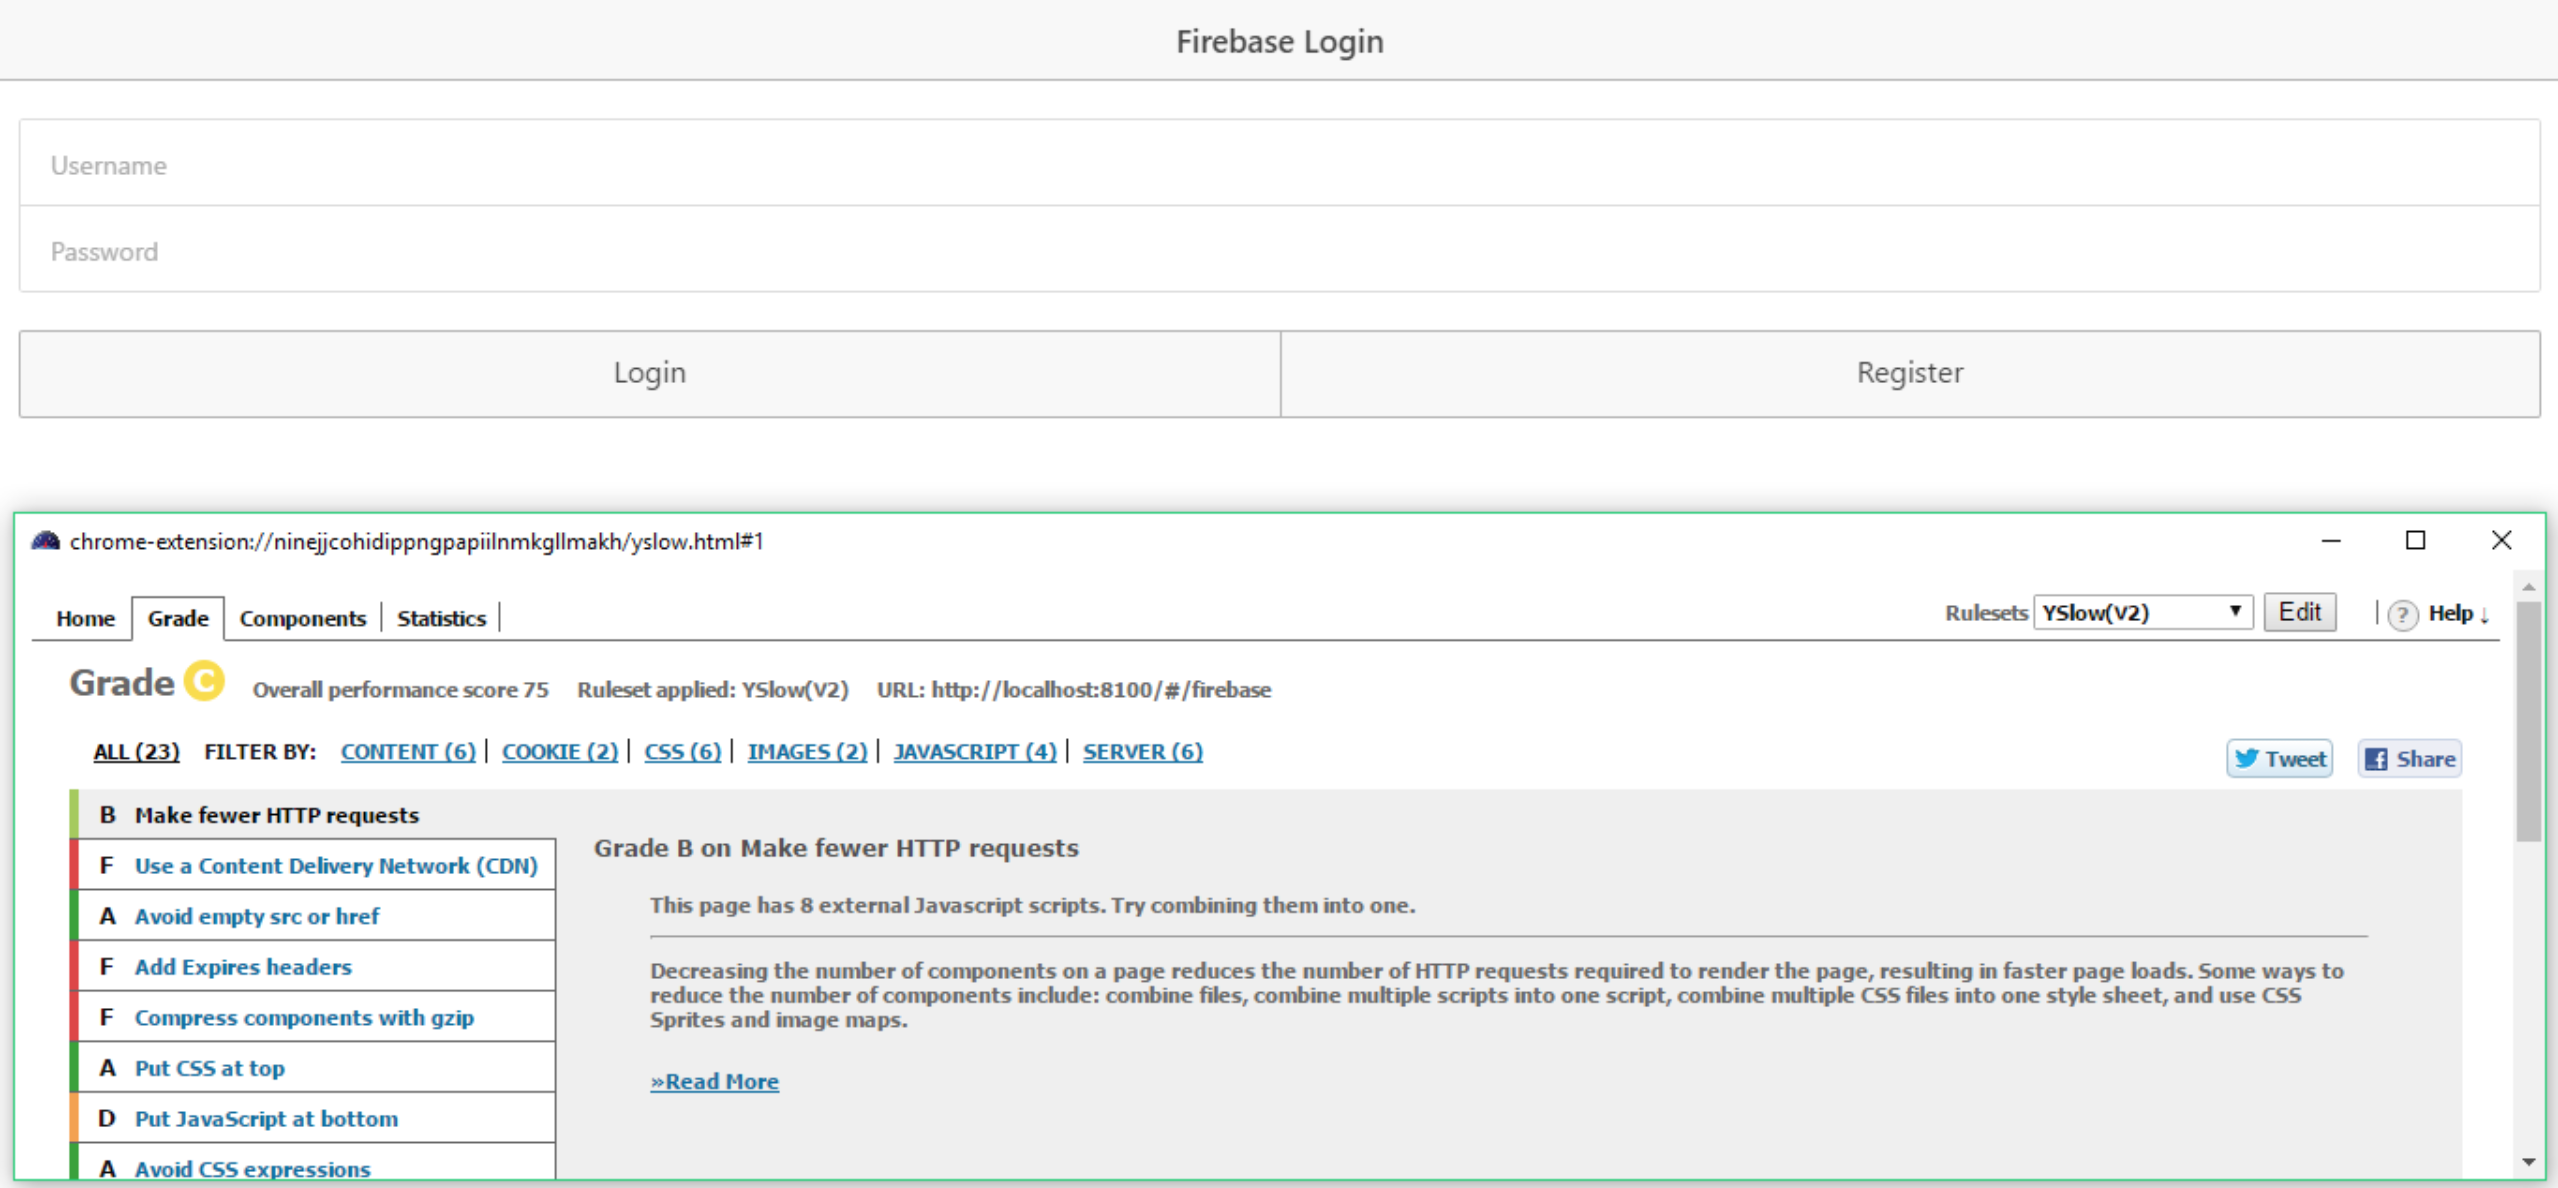 Firebase Login
Username
Password
Login Register
chrome-extension://ninejjcohidippngpapiilnmkgllmakh/yslow.html#1
Home Grade Components Statistics Rulesets YSlow(V2) Edit ? Help ↓
Grade C Overall performance score 75 Ruleset applied: YSlow(V2) URL: http://localhost:8100/#/firebase
ALL (23) FILTER BY: CONTENT (6) | COOKIE (2) | CSS (6) | IMAGES (2) | JAVASCRIPT (4) | SERVER (6) Tweet Share
B Make fewer HTTP requests
F Use a Content Delivery Network (CDN)
A Avoid empty src or href
F Add Expires headers
F Compress components with gzip
A Put CSS at top
D Put JavaScript at bottom
A Avoid CSS expressions
Grade B on Make fewer HTTP requests
This page has 8 external Javascript scripts. Try combining them into one.
Decreasing the number of components on a page reduces the number of HTTP requests required to render the page, resulting in faster page loads. Some ways to
reduce the number of components include: combine files, combine multiple scripts into one script, combine multiple CSS files into one style sheet, and use CSS
Sprites and image maps.
»Read More